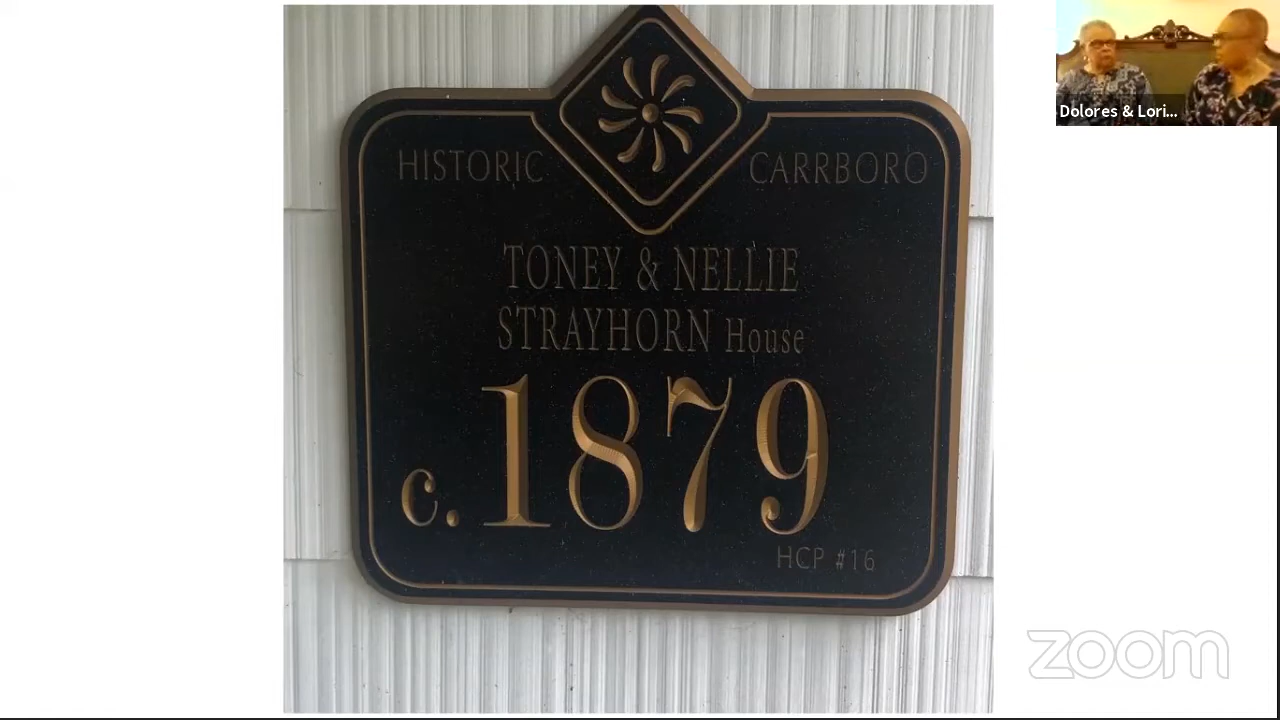 Dolores & Lori...
HISTORIC CARRBORO
TONEY & NELLIE
STRAYHORN House
c. 1879
HCP #16
zoom